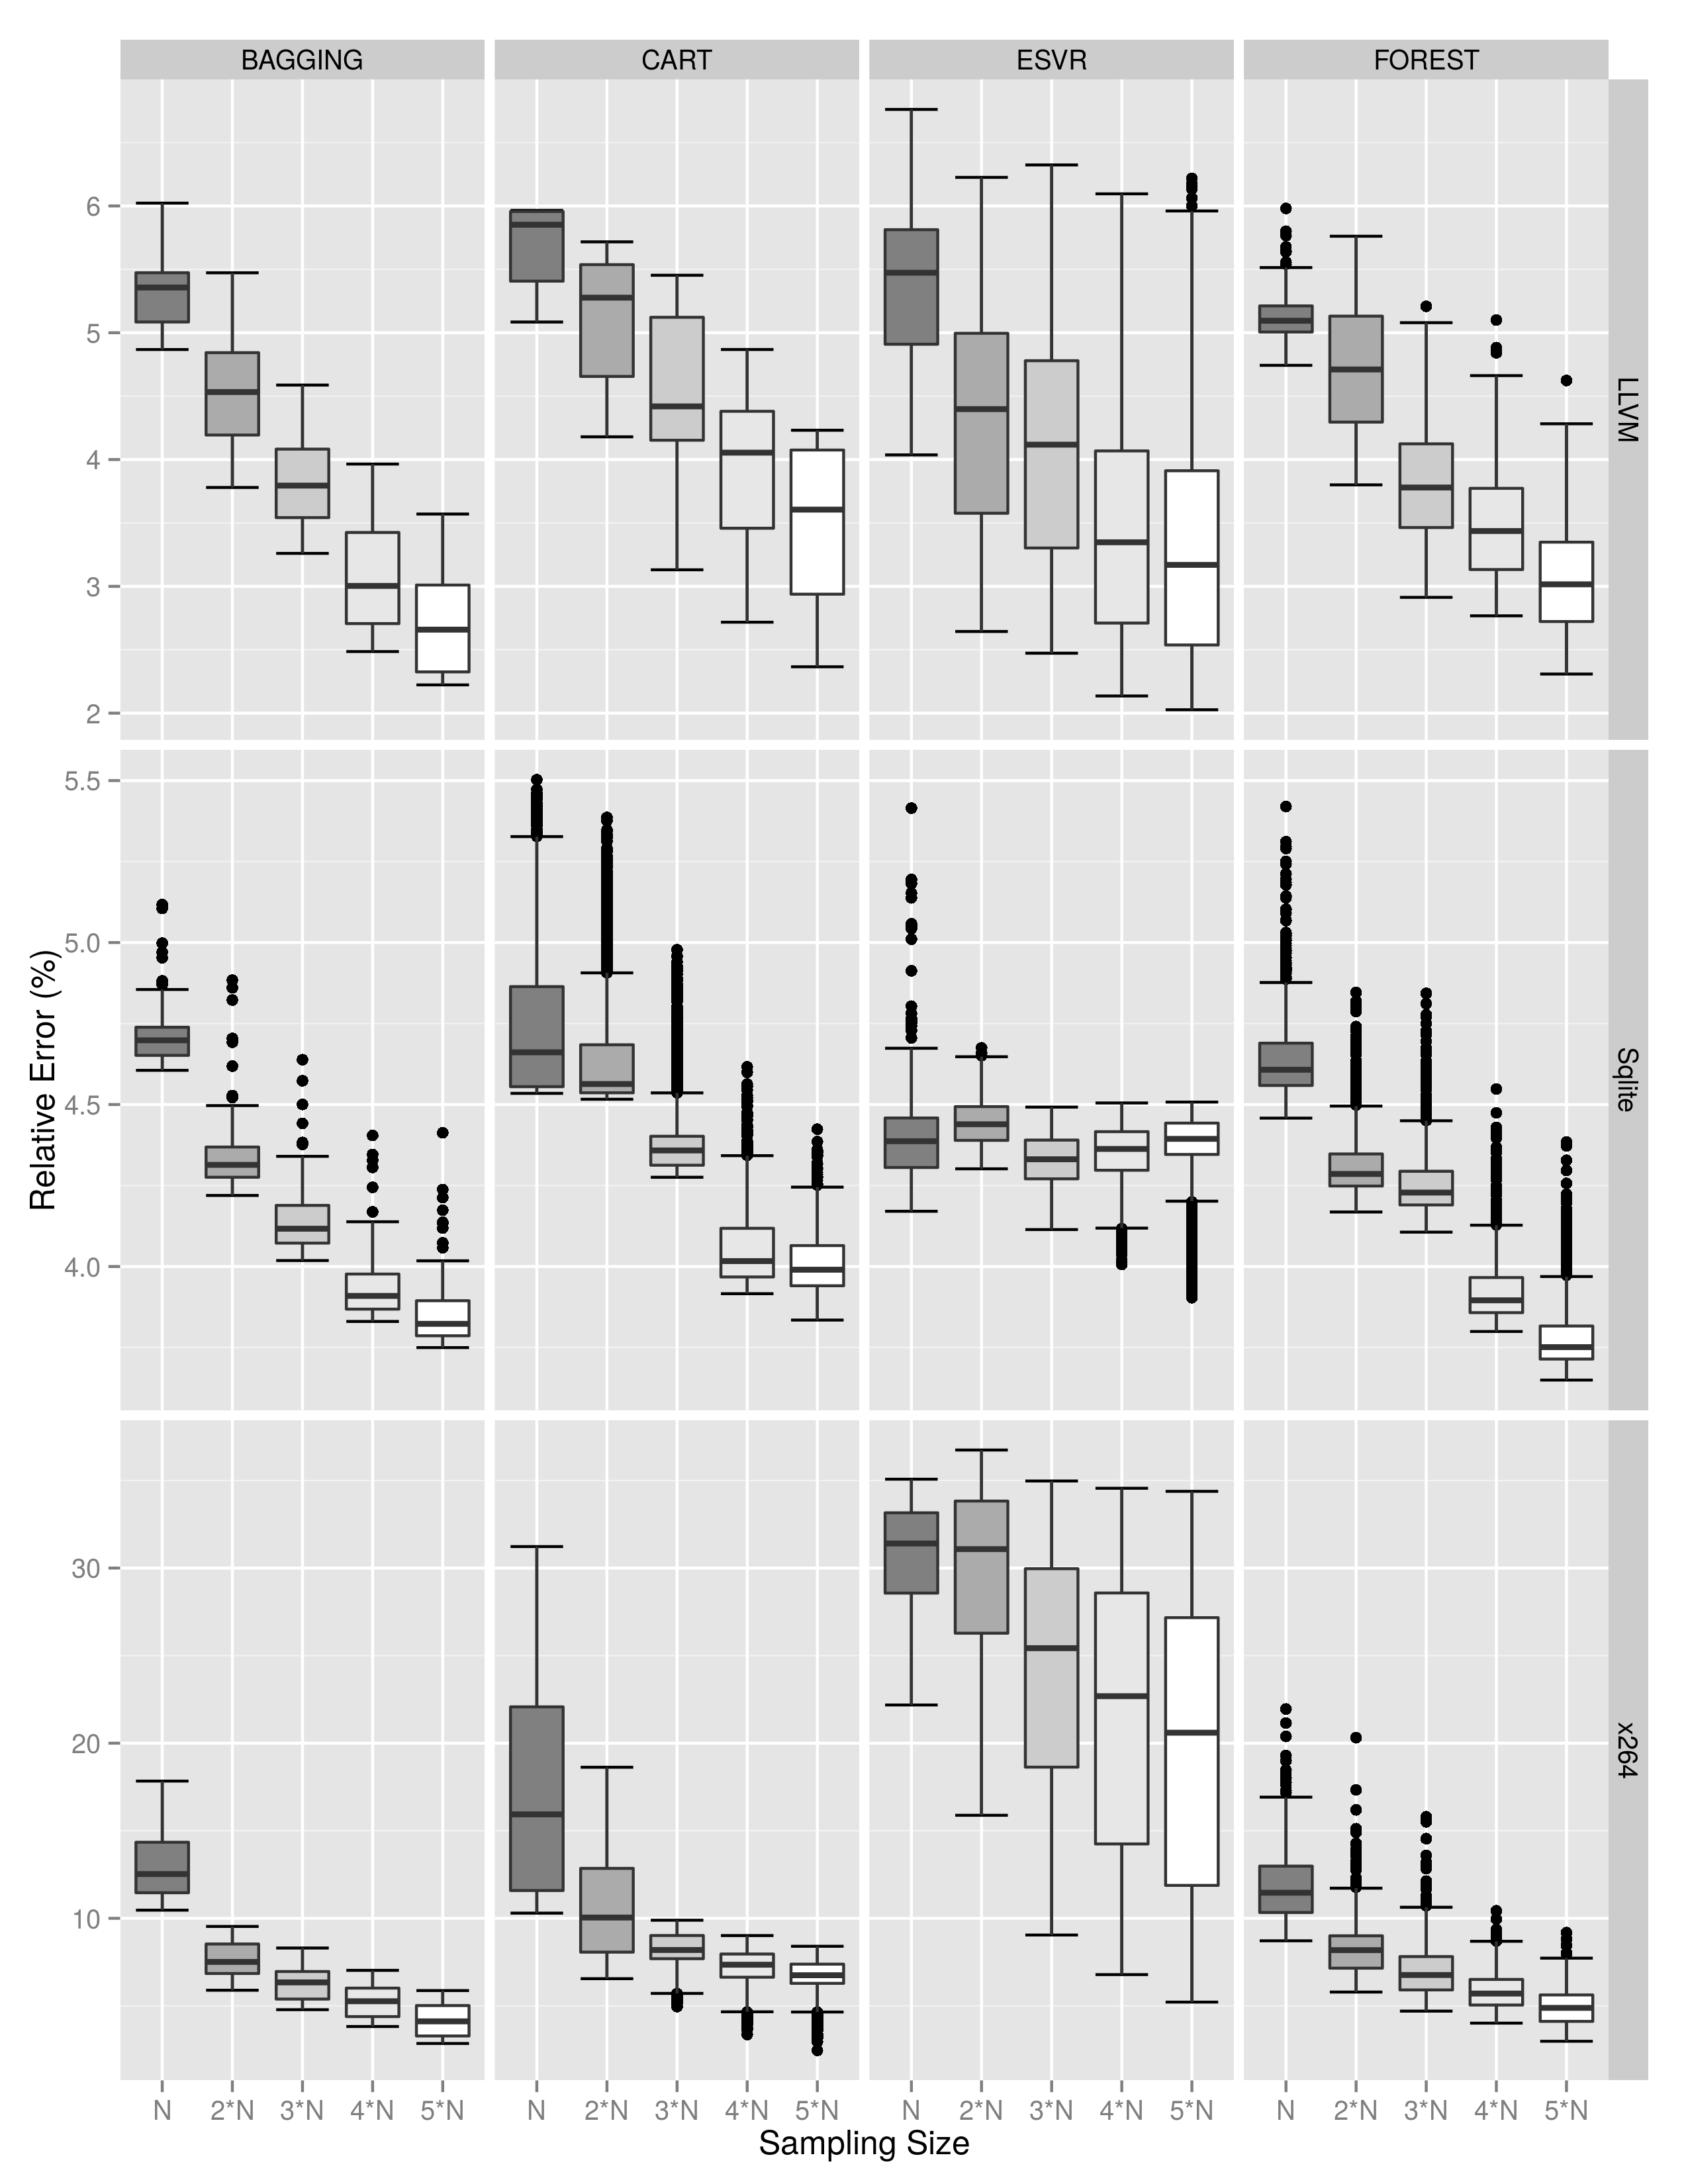 BAGGING CART ESVR FOREST
6
5
4
3
2
LLVM
5.5
5.0
4.5
4.0
Sqlite
30
20
10
x264
Relative Error (%)
N 2*N 3*N 4*N 5*N N 2*N 3*N 4*N 5*N N 2*N 3*N 4*N 5*N N 2*N 3*N 4*N 5*N
Sampling Size